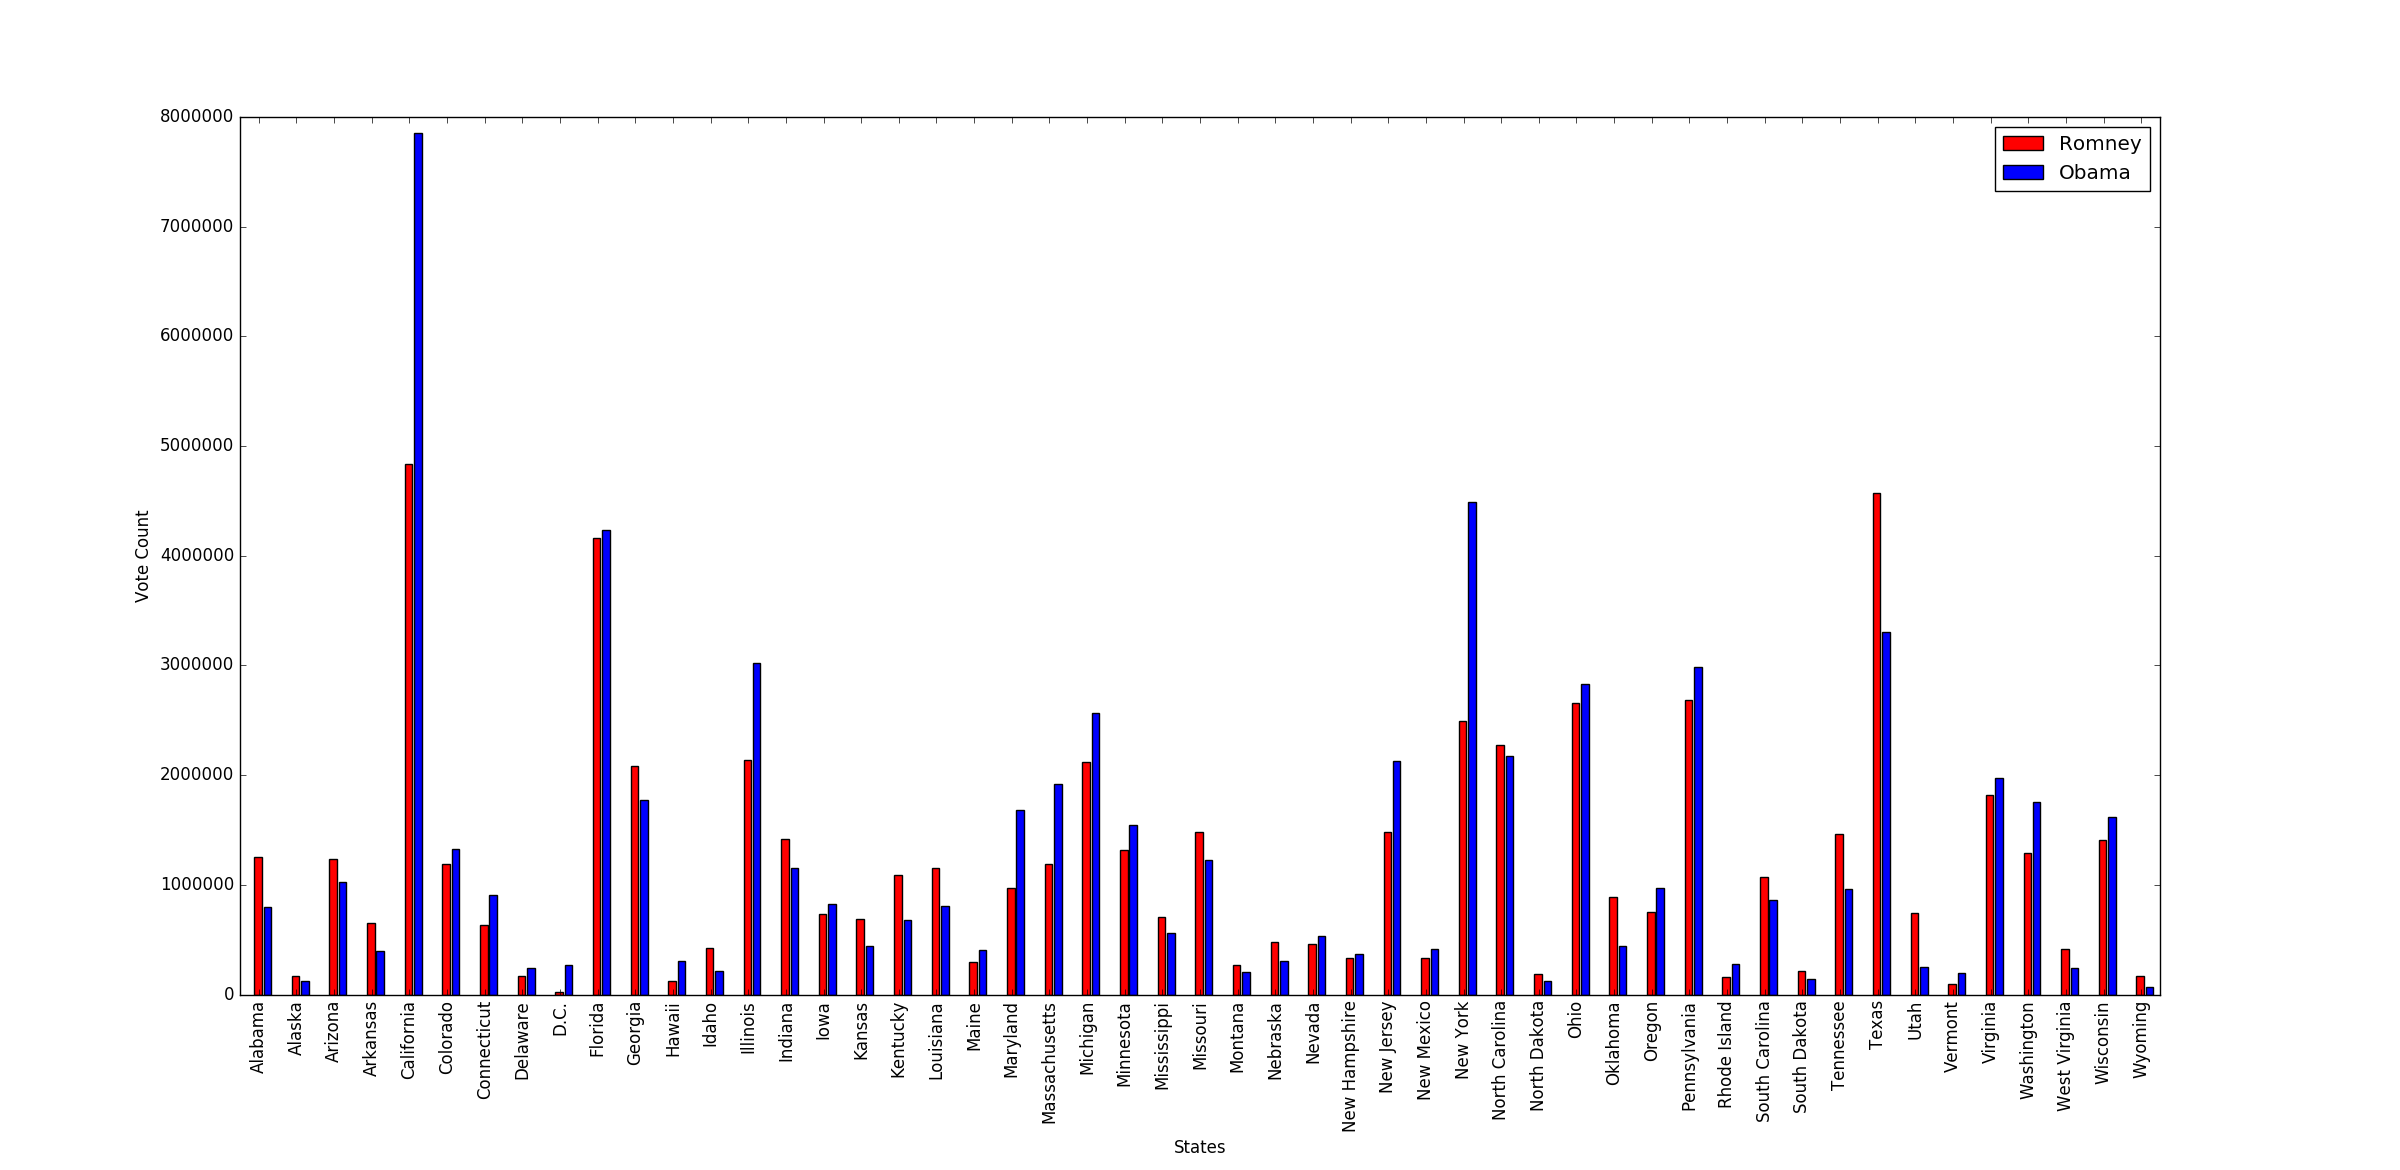 8000000
7000000
6000000
5000000
4000000
3000000
2000000
1000000
0
Vote Count
Romney
Obama
Alabama
Alaska
Arizona
Arkansas
California
Colorado
Connecticut
Delaware
D.C.
Florida
Georgia
Hawaii
Idaho
Illinois
Indiana
Iowa
Kansas
Kentucky
Louisiana
Maine
Maryland
Massachusetts
Michigan
Minnesota
Mississippi
Missouri
Montana
Nebraska
Nevada
New Hampshire
New Jersey
New Mexico
New York
North Carolina
North Dakota
Ohio
Oklahoma
Oregon
Pennsylvania
Rhode Island
South Carolina
South Dakota
Tennessee
Texas
Utah
Vermont
Virginia
Washington
West Virginia
Wisconsin
Wyoming
States